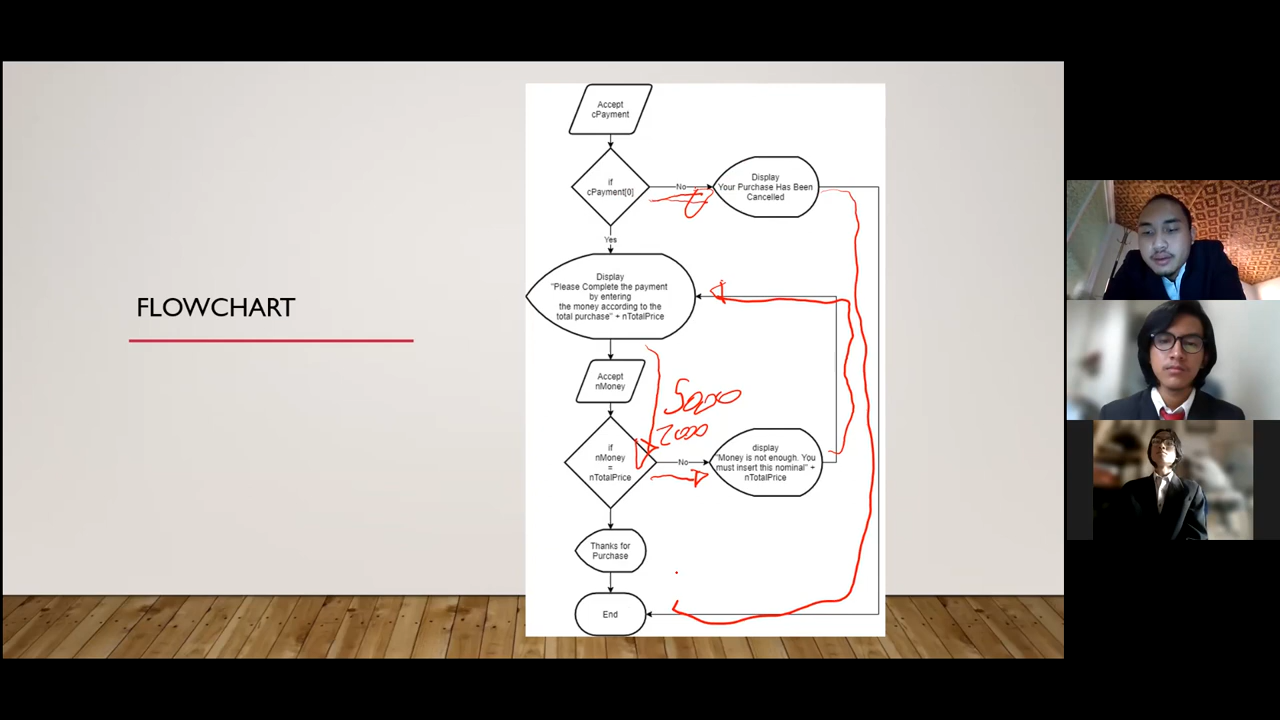 FLOWCHART
Accept
cPayment
if
cPayment[0]
No
Display
Your Purchase Has Been
Cancelled
Yes
Display
"Please Complete the payment
by entering
the money according to the
total purchase" + nTotalPrice
Accept
nMoney
5000
2000
if
nMoney
=
nTotalPrice
No
display
"Money is not enough. You
must insert this nominal" +
nTotalPrice
Thanks for
Purchase
End